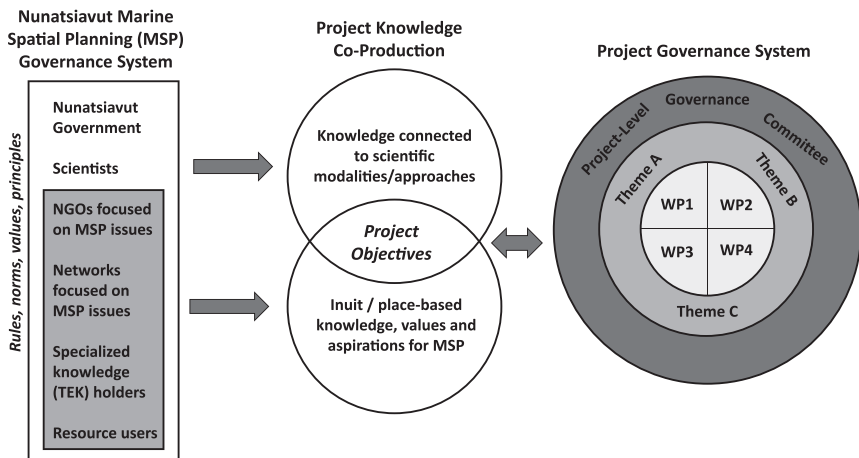 Nunatsiavut Marine
Spatial Planning (MSP)
Governance System
Rules, norms, values, principles
Nunatsiavut
Government
Scientists
NGOs focused
on MSP issues
Networks
focused on
MSP issues
Specialized
knowledge
(TEK) holders
Resource users
Project Knowledge
Co-Production
Knowledge connected
to scientific
modalities/approaches
Project
Objectives
Inuit / place-based
knowledge, values and
aspirations for MSP
Project Governance System
Project-Level Governance Committee
Theme A
Theme B
WP1 WP2
WP3 WP4
Theme C